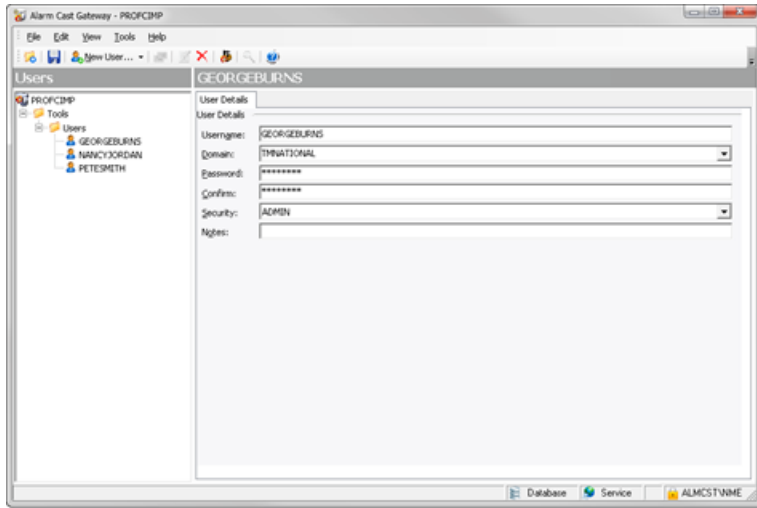 Alarm Cast Gateway - PROFCIMP
File Edit View Tools Help
New User...
Users
GEORGEBURNS
PROFCIMP
Tools
Users
GEORGEBURNS
NANCYJORDAN
PETESMITH
User Details
User Details
Username: GEORGEBURNS
Domain: TMNATIONAL
Password: ********
Confirm: ********
Security: ADMIN
Notes:
Database Service ALMCST\NME